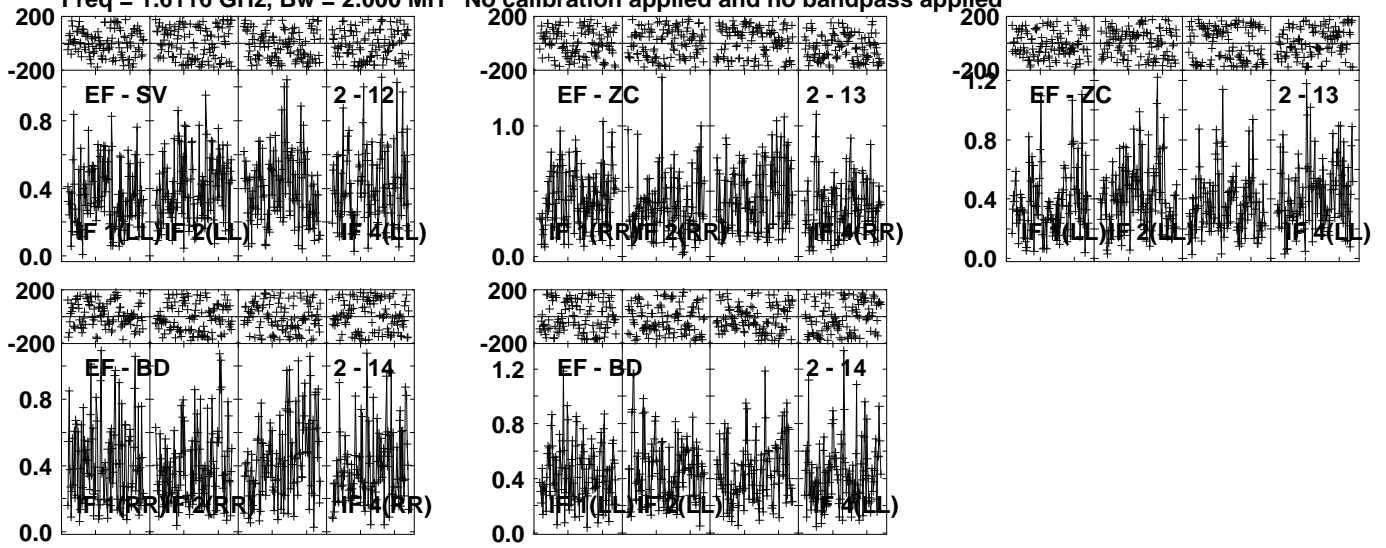 Freq = 1.6116 GHz, Bw = 2.000 MH No calibration applied and no bandpass applied
200 200 200
-200 -200 -200
EF - SV 2 - 12 EF - ZC 2 - 13 1.2 EF - ZC 2 - 13
0.8 1.0 0.8
0.4 0.4
IF 1(LL) IF 2(LL) IF 4(LL) IF 1(RR) IF 2(RR) IF 4(RR) IF 1(LL) IF 2(LL) IF 4(LL)
0.0 0.0 0.0
200 200
-200 -200
EF - BD 2 - 14 1.2 EF - BD 2 - 14
0.8 0.8
0.4 0.4
IF 1(RR) IF 2(RR) IF 4(RR) IF 1(LL) IF 2(LL) IF 4(LL)
0.0 0.0